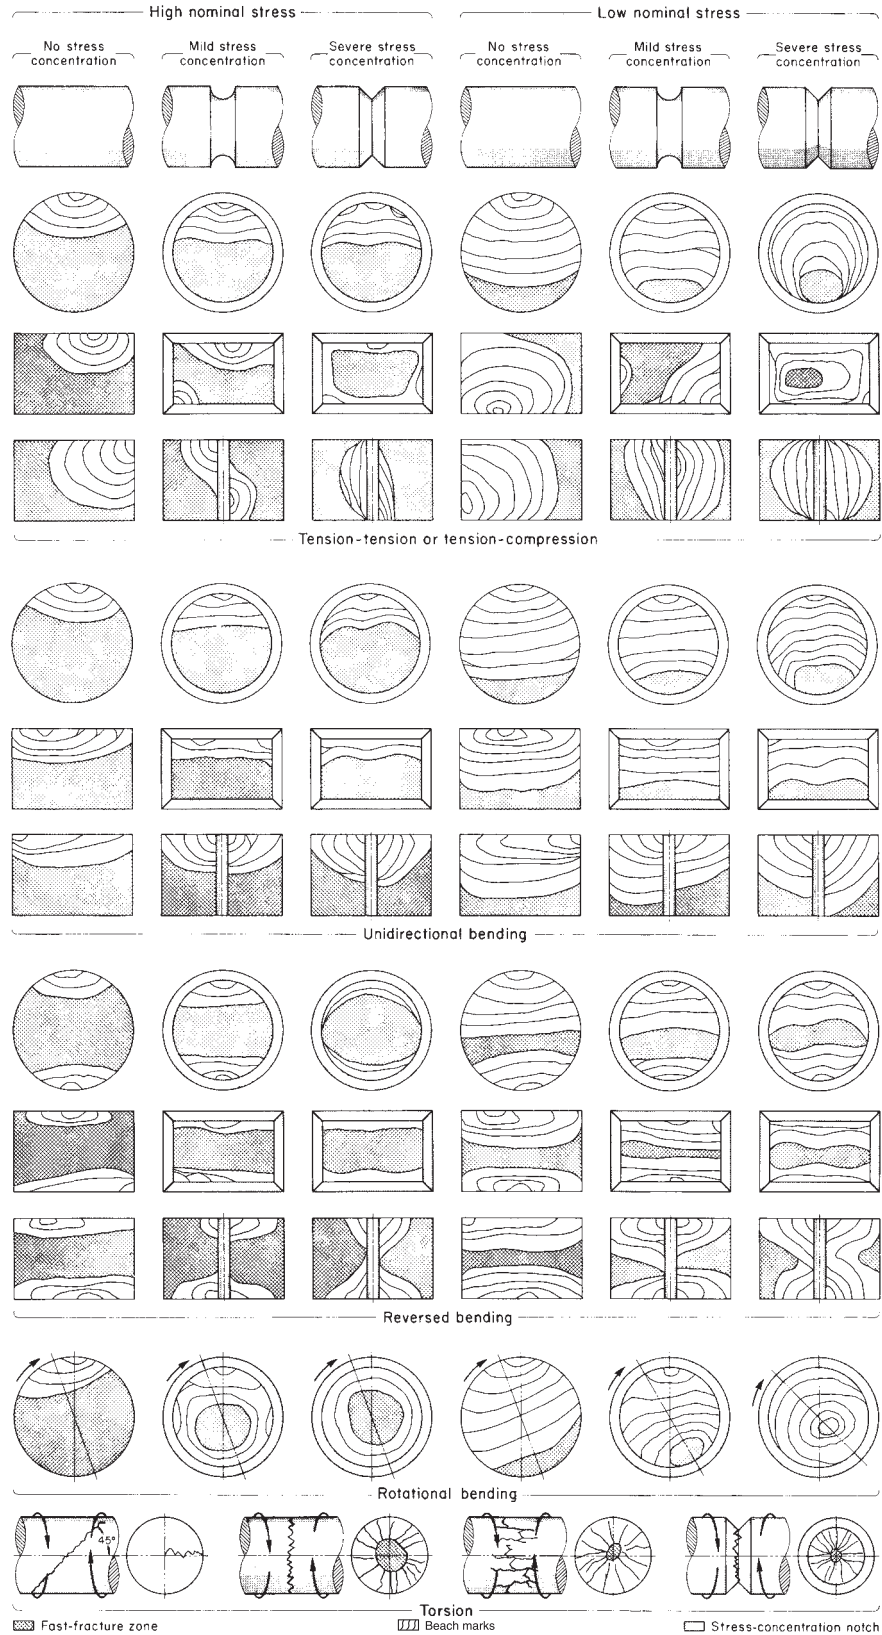 High nominal stress
Low nominal stress
No stress concentration
Mild stress concentration
Severe stress concentration
No stress concentration
Mild stress concentration
Severe stress concentration
Tension-tension or tension-compression
Unidirectional bending
Reversed bending
Rotational bending
45°
Torsion
Fast-fracture zone
Beach marks
Stress-concentration notch